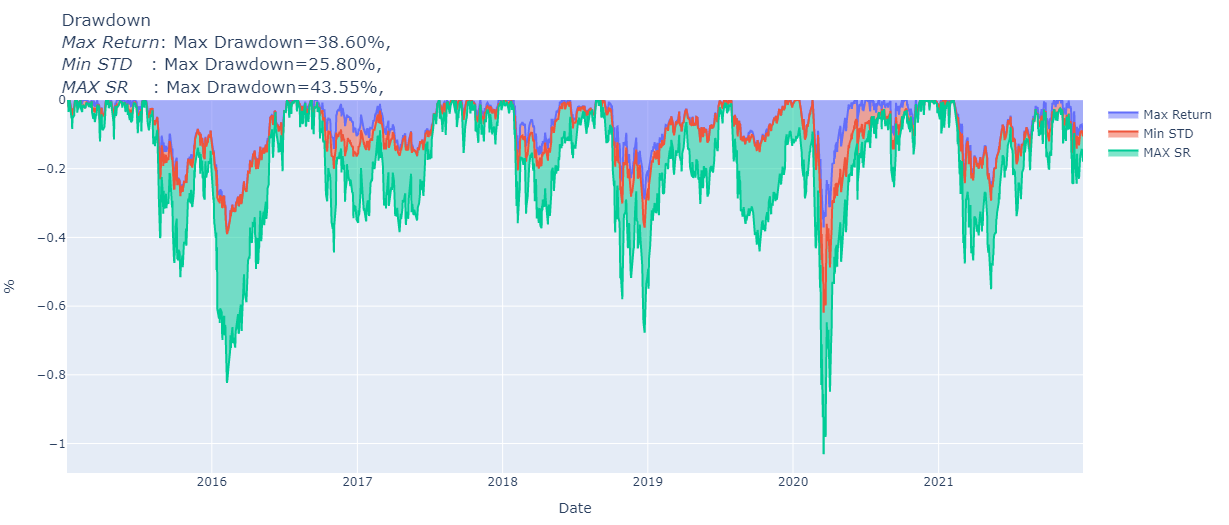 Drawdown
Max Return: Max Drawdown=38.60%,
Min STD : Max Drawdown=25.80%,
MAX SR : Max Drawdown=43.55%,
0
−0.2
−0.4
−0.6
−0.8
−1
%
2016 2017 2018 2019 2020 2021
Date
Max Return
Min STD
MAX SR